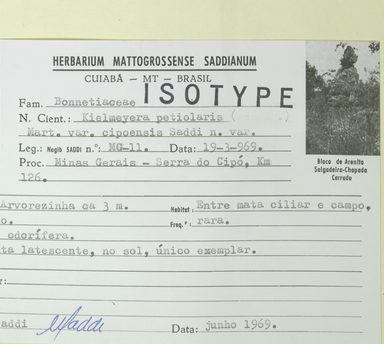 HERBARIUM MATTOGROSSENSE SADDIANUM
CUIABÁ - MT - BRASIL
ISOTYPE
Fam. Bonnetiaceae
N. Cient.: Kielmeyera petiolaris (
Mart. var. cipoensis Saddi n. var.
Leg.: Negib SADDI n.º: MG-11. Data: 19-3-969.
Proc. Minas Gerais - Serra do Cipó, Km
126.
Bloco de Arenito
Salgadeira-Chapada
Cerrado
Arvorezinha ca 3 m.
Habitat: Entre mata ciliar e campo,
o.
Freq.ª: rara.
odorífera.
ta latescente, no sol, único exemplar.
r:
addi
Saddi
Data: junho 1969.